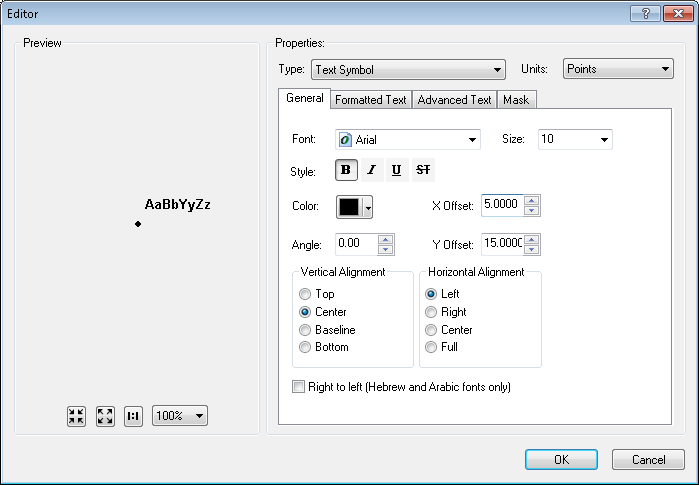 Editor
Preview
AaBbYyZz
1:1
100%
Properties:
Type: Text Symbol Units: Points
General Formatted Text Advanced Text Mask
Font: Arial Size: 10
Style: B I U ST
Color: X Offset: 5.0000
Angle: 0.00 Y Offset: 15.0000
Vertical Alignment Horizontal Alignment
Top Left
Center Right
Baseline Center
Bottom Full
Right to left (Hebrew and Arabic fonts only)
OK Cancel